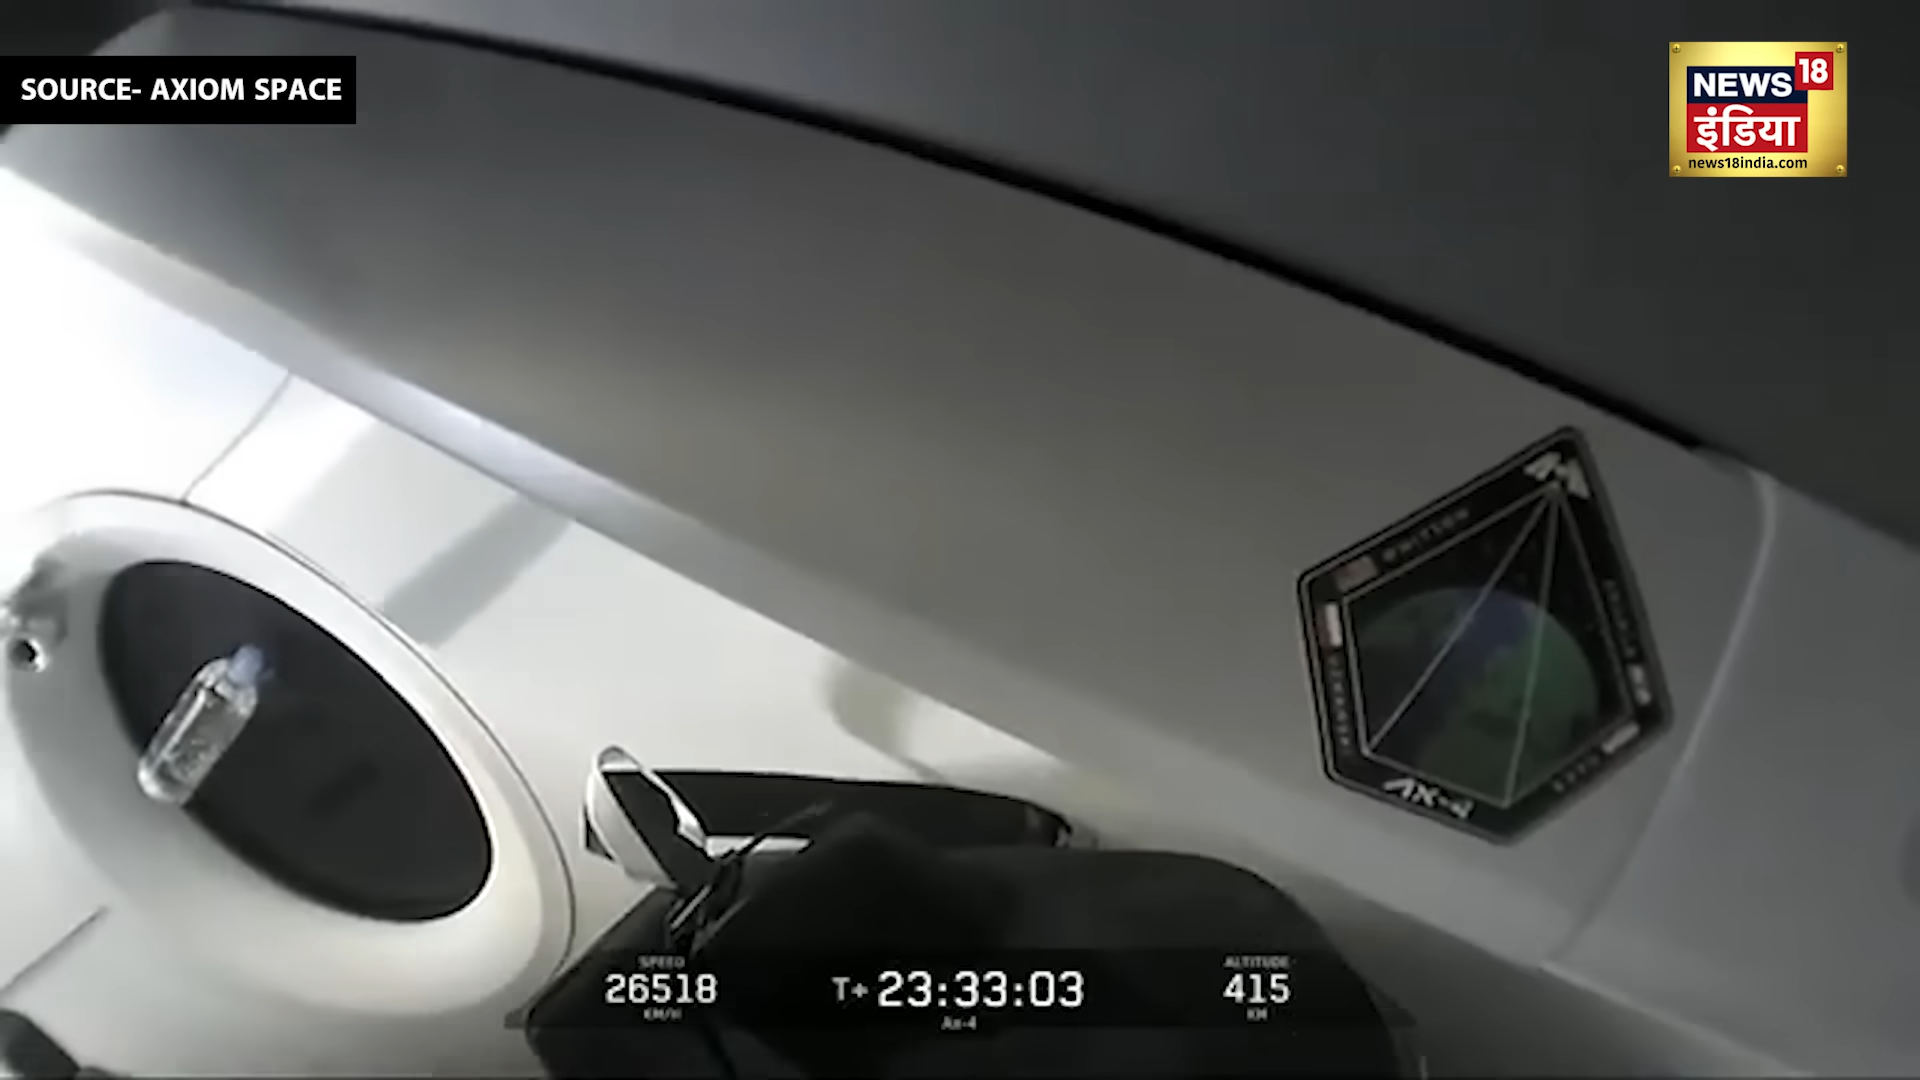 SOURCE- AXIOM SPACE
NEWS 18
इंडिया
news18india.com
WHITSON
AX-4
SPEED
26518
KM/H
T+ 23:33:03
Ax-4
ALTITUDE
415
KM